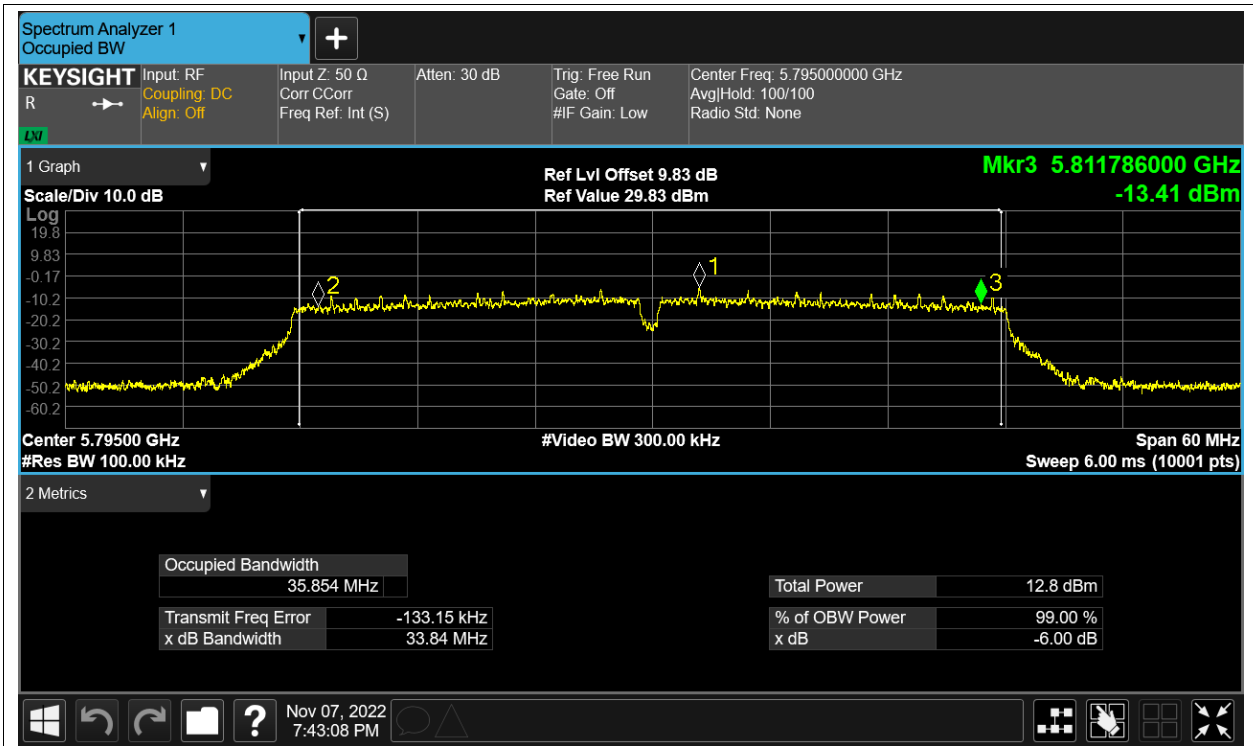 Spectrum Analyzer 1
Occupied BW
KEYSIGHT
R
LXI
Input: RF
Coupling: DC
Align: Off
Input Z: 50 Ω
Corr CCorr
Freq Ref: Int (S)
Atten: 30 dB
Trig: Free Run
Gate: Off
#IF Gain: Low
Center Freq: 5.795000000 GHz
Avg|Hold: 100/100
Radio Std: None
1 Graph
Scale/Div 10.0 dB
Ref Lvl Offset 9.83 dB
Ref Value 29.83 dBm
Mkr3 5.811786000 GHz
-13.41 dBm
Log
19.8
9.83
-0.17
-10.2
-20.2
-30.2
-40.2
-50.2
-60.2
2
1
3
Center 5.79500 GHz
#Video BW 300.00 kHz
Span 60 MHz
#Res BW 100.00 kHz
Sweep 6.00 ms (10001 pts)
2 Metrics
Occupied Bandwidth
35.854 MHz
Transmit Freq Error -133.15 kHz
x dB Bandwidth 33.84 MHz
Total Power 12.8 dBm
% of OBW Power 99.00 %
x dB -6.00 dB
?
Nov 07, 2022
7:43:08 PM